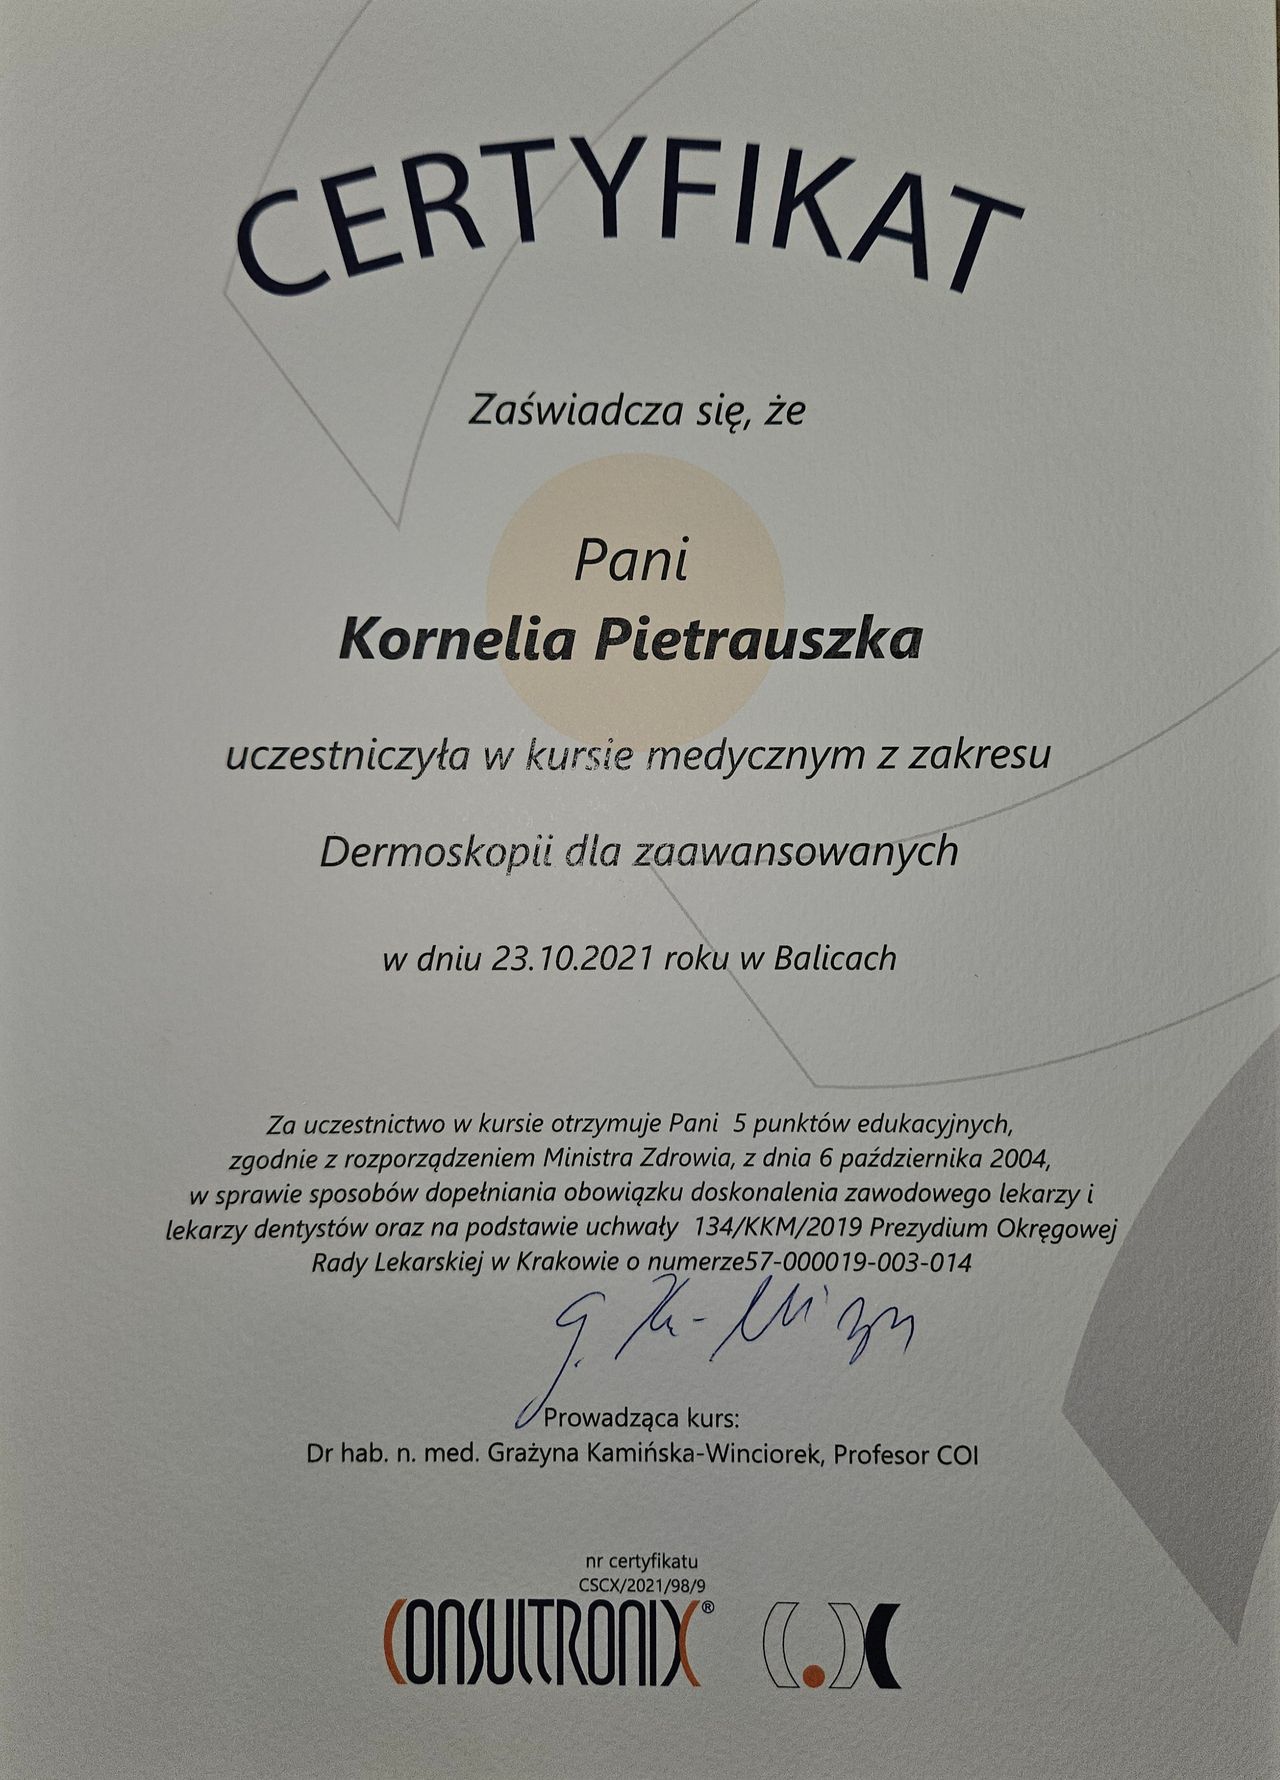 CERTYFIKAT
Zaświadcza się, że
Pani
Kornelia Pietrauszka
uczestniczyła w kursie medycznym z zakresu
Dermoskopii dla zaawansowanych
w dniu 23.10.2021 roku w Balicach
Za uczestnictwo w kursie otrzymuje Pani 5 punktów edukacyjnych,
zgodnie z rozporządzeniem Ministra Zdrowia, z dnia 6 października 2004,
w sprawie sposobów dopełniania obowiązku doskonalenia zawodowego lekarzy i
lekarzy dentystów oraz na podstawie uchwały 134/KKM/2019 Prezydium Okręgowej
Rady Lekarskiej w Krakowie o numerze57-000019-003-014
Prowadząca kurs:
Dr hab. n. med. Grażyna Kamińska-Winciorek, Profesor COI
nr certyfikatu
CSCX/2021/98/9
CONSULTRONIX®